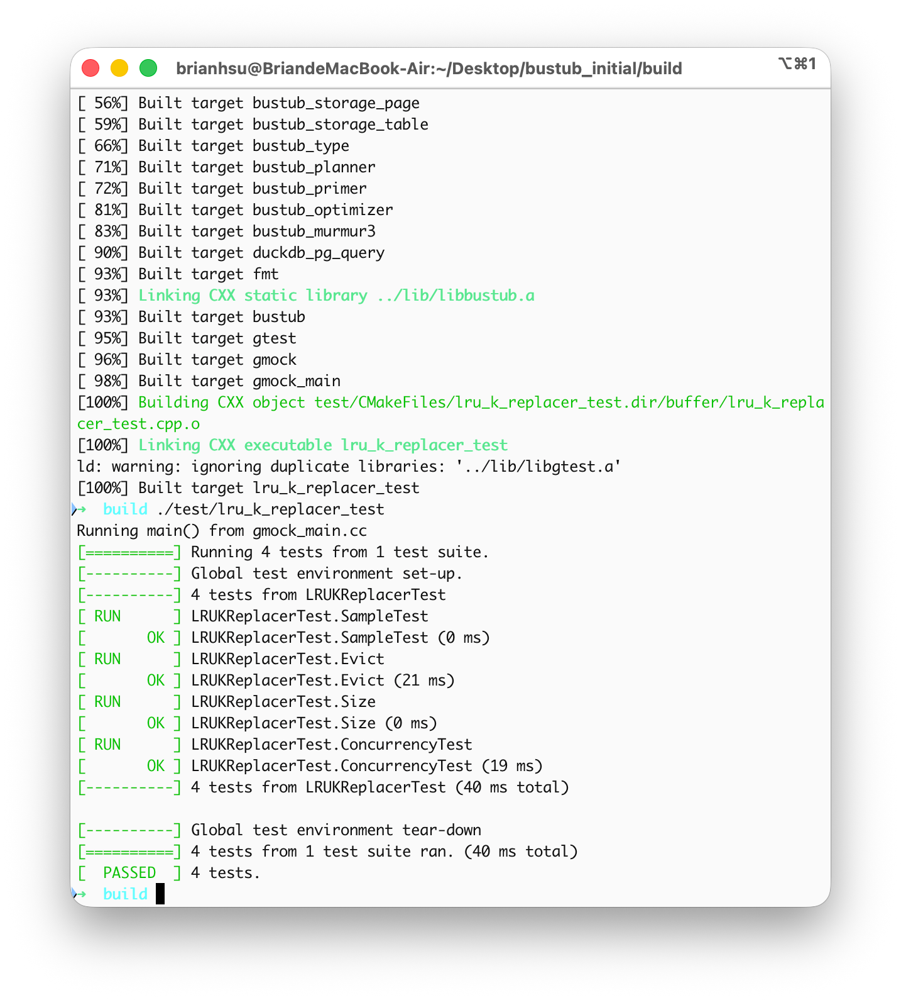 brianhsu@BriandeMacBook-Air:~/Desktop/bustub_initial/build
⌥⌘1
[ 56%] Built target bustub_storage_page
[ 59%] Built target bustub_storage_table
[ 66%] Built target bustub_type
[ 71%] Built target bustub_planner
[ 72%] Built target bustub_primer
[ 81%] Built target bustub_optimizer
[ 83%] Built target bustub_murmur3
[ 90%] Built target duckdb_pg_query
[ 93%] Built target fmt
[ 93%] Linking CXX static library ../lib/libbustub.a
[ 93%] Built target bustub
[ 95%] Built target gtest
[ 96%] Built target gmock
[ 98%] Built target gmock_main
[100%] Building CXX object test/CMakeFiles/lru_k_replacer_test.dir/buffer/lru_k_repla
cer_test.cpp.o
[100%] Linking CXX executable lru_k_replacer_test
ld: warning: ignoring duplicate libraries: '../lib/libgtest.a'
[100%] Built target lru_k_replacer_test
➜  build ./test/lru_k_replacer_test
Running main() from gmock_main.cc
[==========] Running 4 tests from 1 test suite.
[----------] Global test environment set-up.
[----------] 4 tests from LRUKReplacerTest
[ RUN      ] LRUKReplacerTest.SampleTest
[       OK ] LRUKReplacerTest.SampleTest (0 ms)
[ RUN      ] LRUKReplacerTest.Evict
[       OK ] LRUKReplacerTest.Evict (21 ms)
[ RUN      ] LRUKReplacerTest.Size
[       OK ] LRUKReplacerTest.Size (0 ms)
[ RUN      ] LRUKReplacerTest.ConcurrencyTest
[       OK ] LRUKReplacerTest.ConcurrencyTest (19 ms)
[----------] 4 tests from LRUKReplacerTest (40 ms total)
[----------] Global test environment tear-down
[==========] 4 tests from 1 test suite ran. (40 ms total)
[  PASSED  ] 4 tests.
➜  build